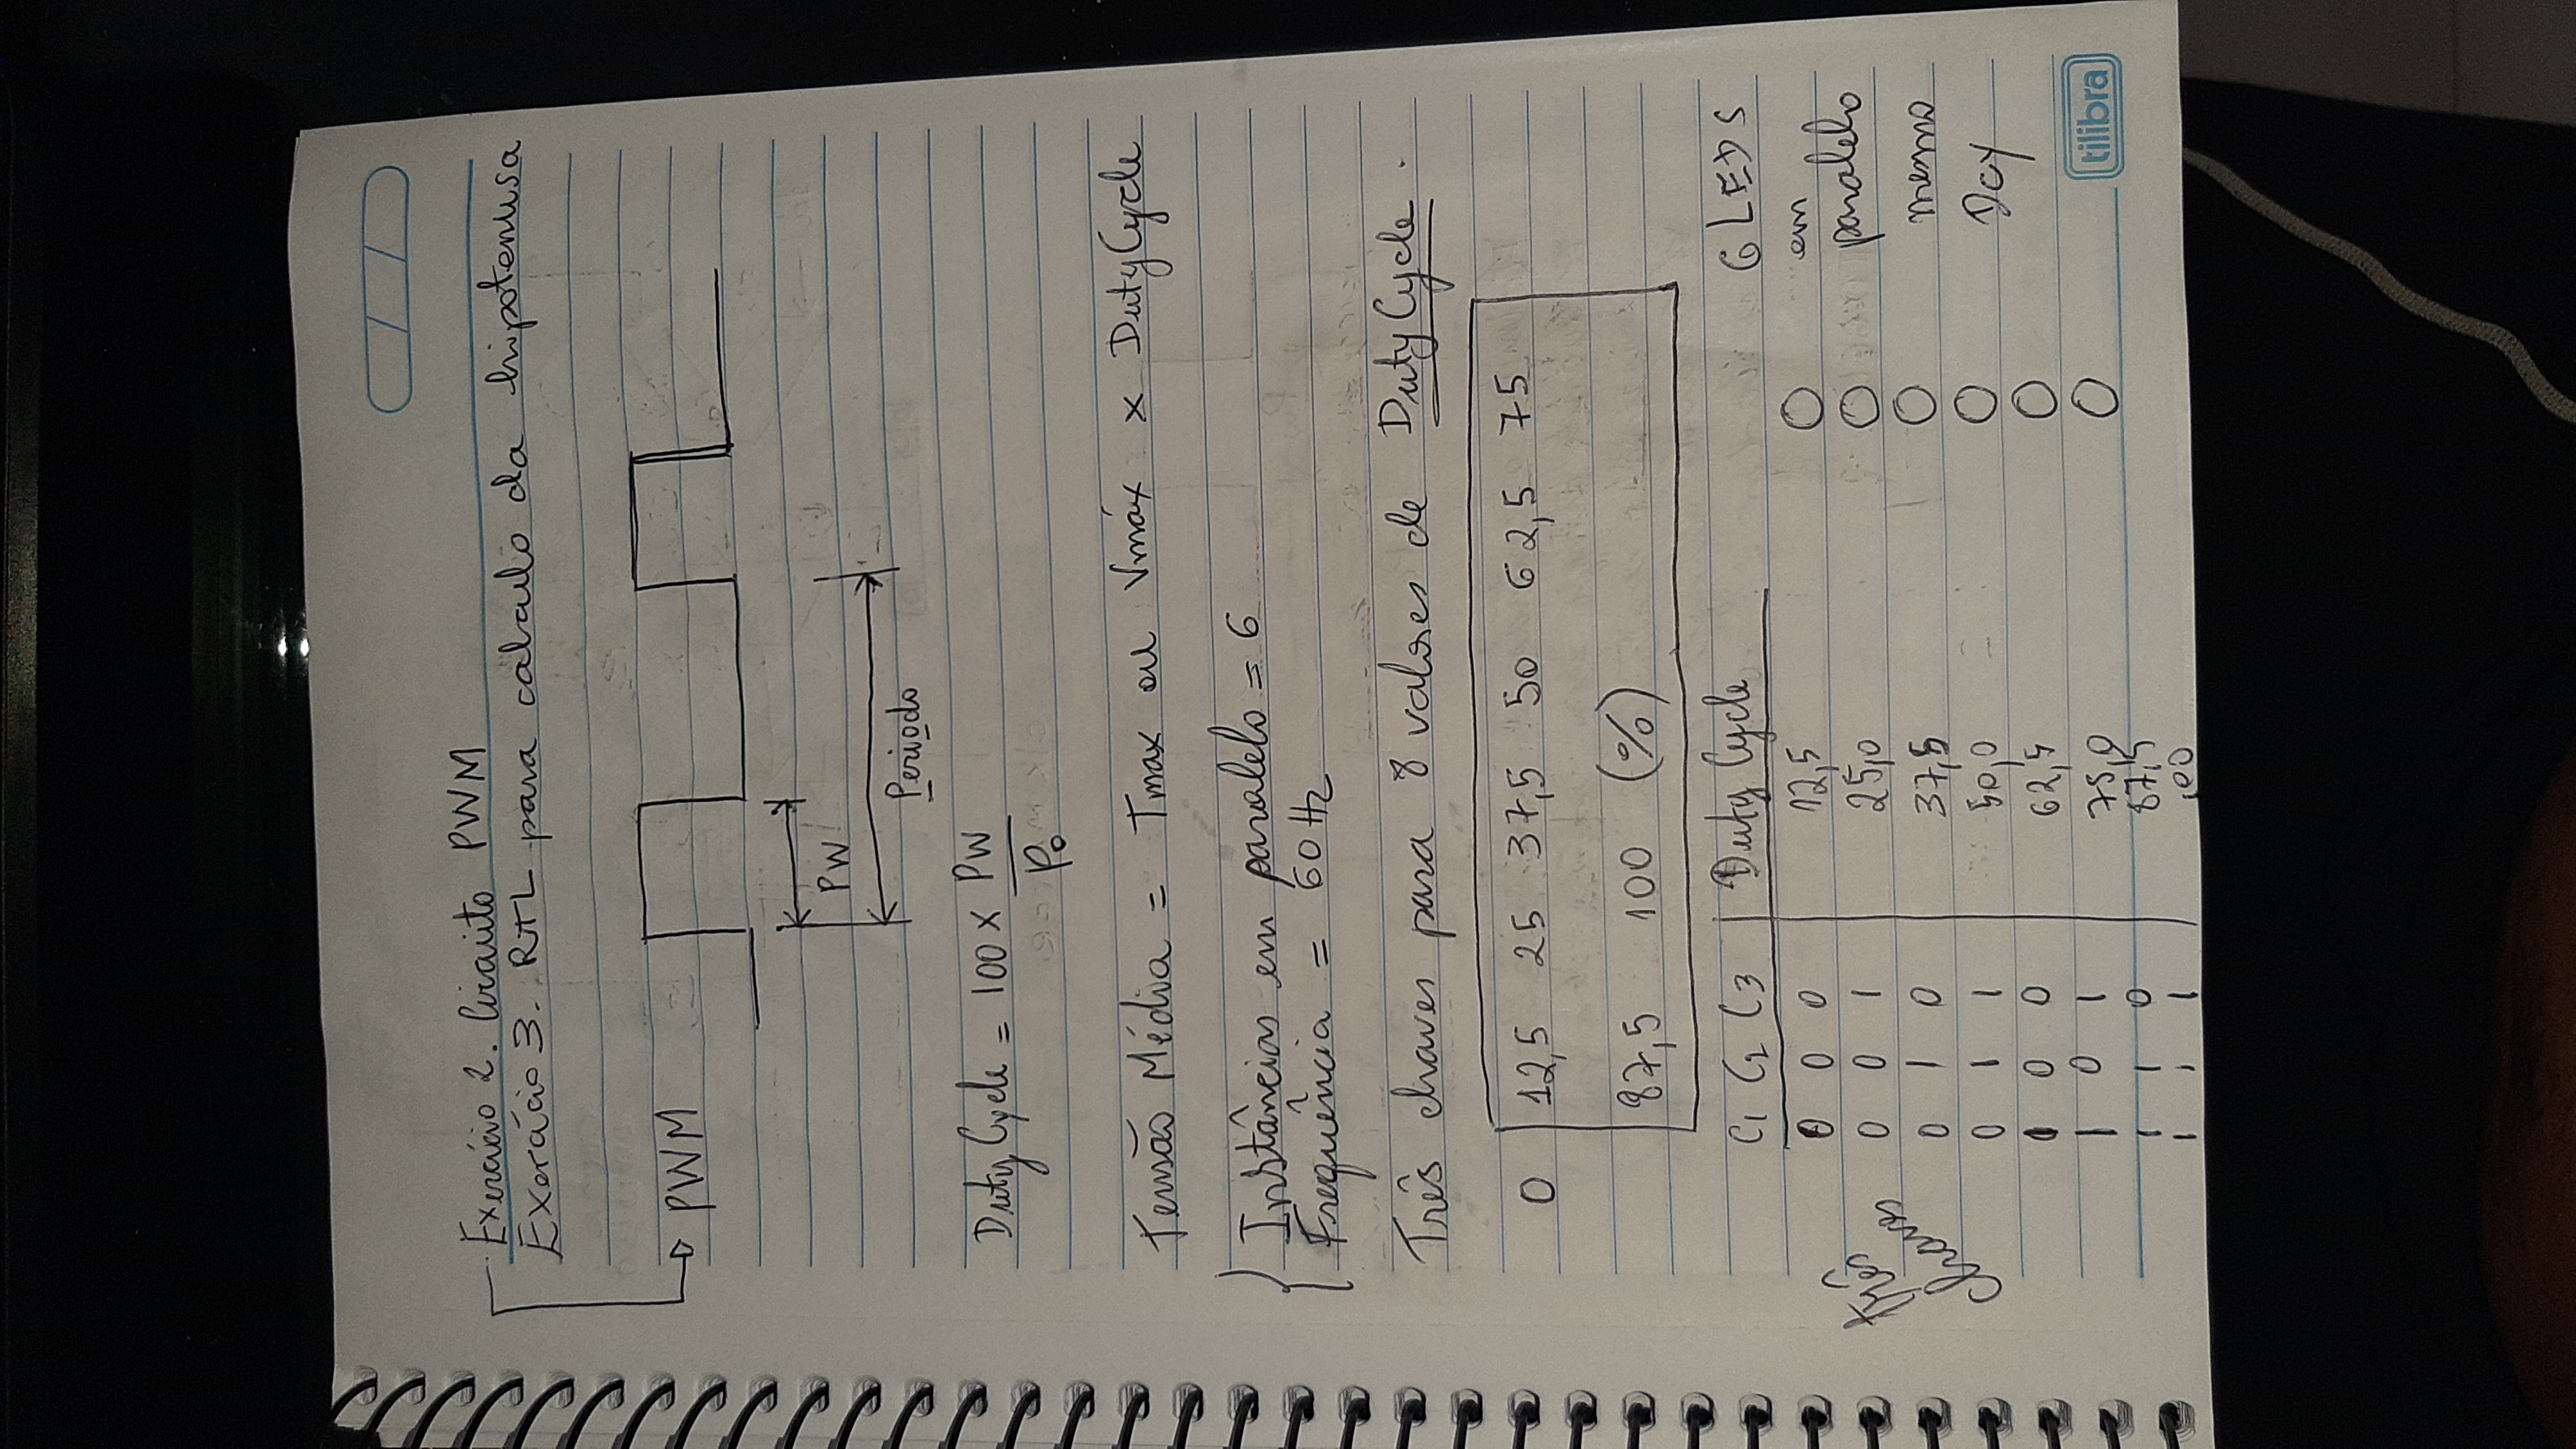 Exercício 2. Circuito PWM
Exercício 3. RTL para calculo da hipotenusa
PWM
PW
Periodo
Duty Cycle = 100 x PW
Po
Tensão Média = Tmax ou Vmáx x Duty Cycle
Instâncias em paralelo = 6
Frequência = 60 Hz
Três chaves para 8 valores de Duty Cycle.
0 12,5 25 37,5 50 62,5 75
87,5 100 (%)
C1 C2 C3 Duty Cycle 6 LEDS
0 0 0 12,5 em
0 0 1 25,0 paralelo
0 1 0 37,5 mesmo
0 1 1 50,0 DCY
1 0 0 62,5
1 0 1 75,0
1 1 0 87,5
1 1 1 100
três
chaves
tilibra